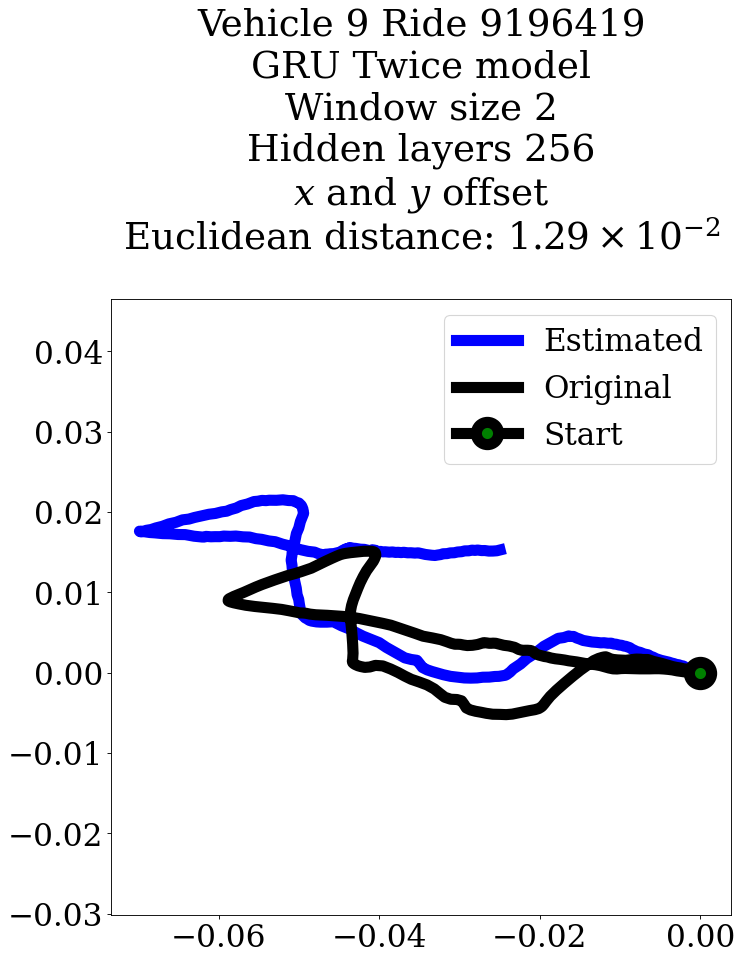 Vehicle 9 Ride 9196419
GRU Twice model
Window size 2
Hidden layers 256
x and y offset
Euclidean distance: 1.29 × 10⁻²
Estimated
Original
Start
0.04
0.03
0.02
0.01
0.00
−0.01
−0.02
−0.03
−0.06 −0.04 −0.02 0.00